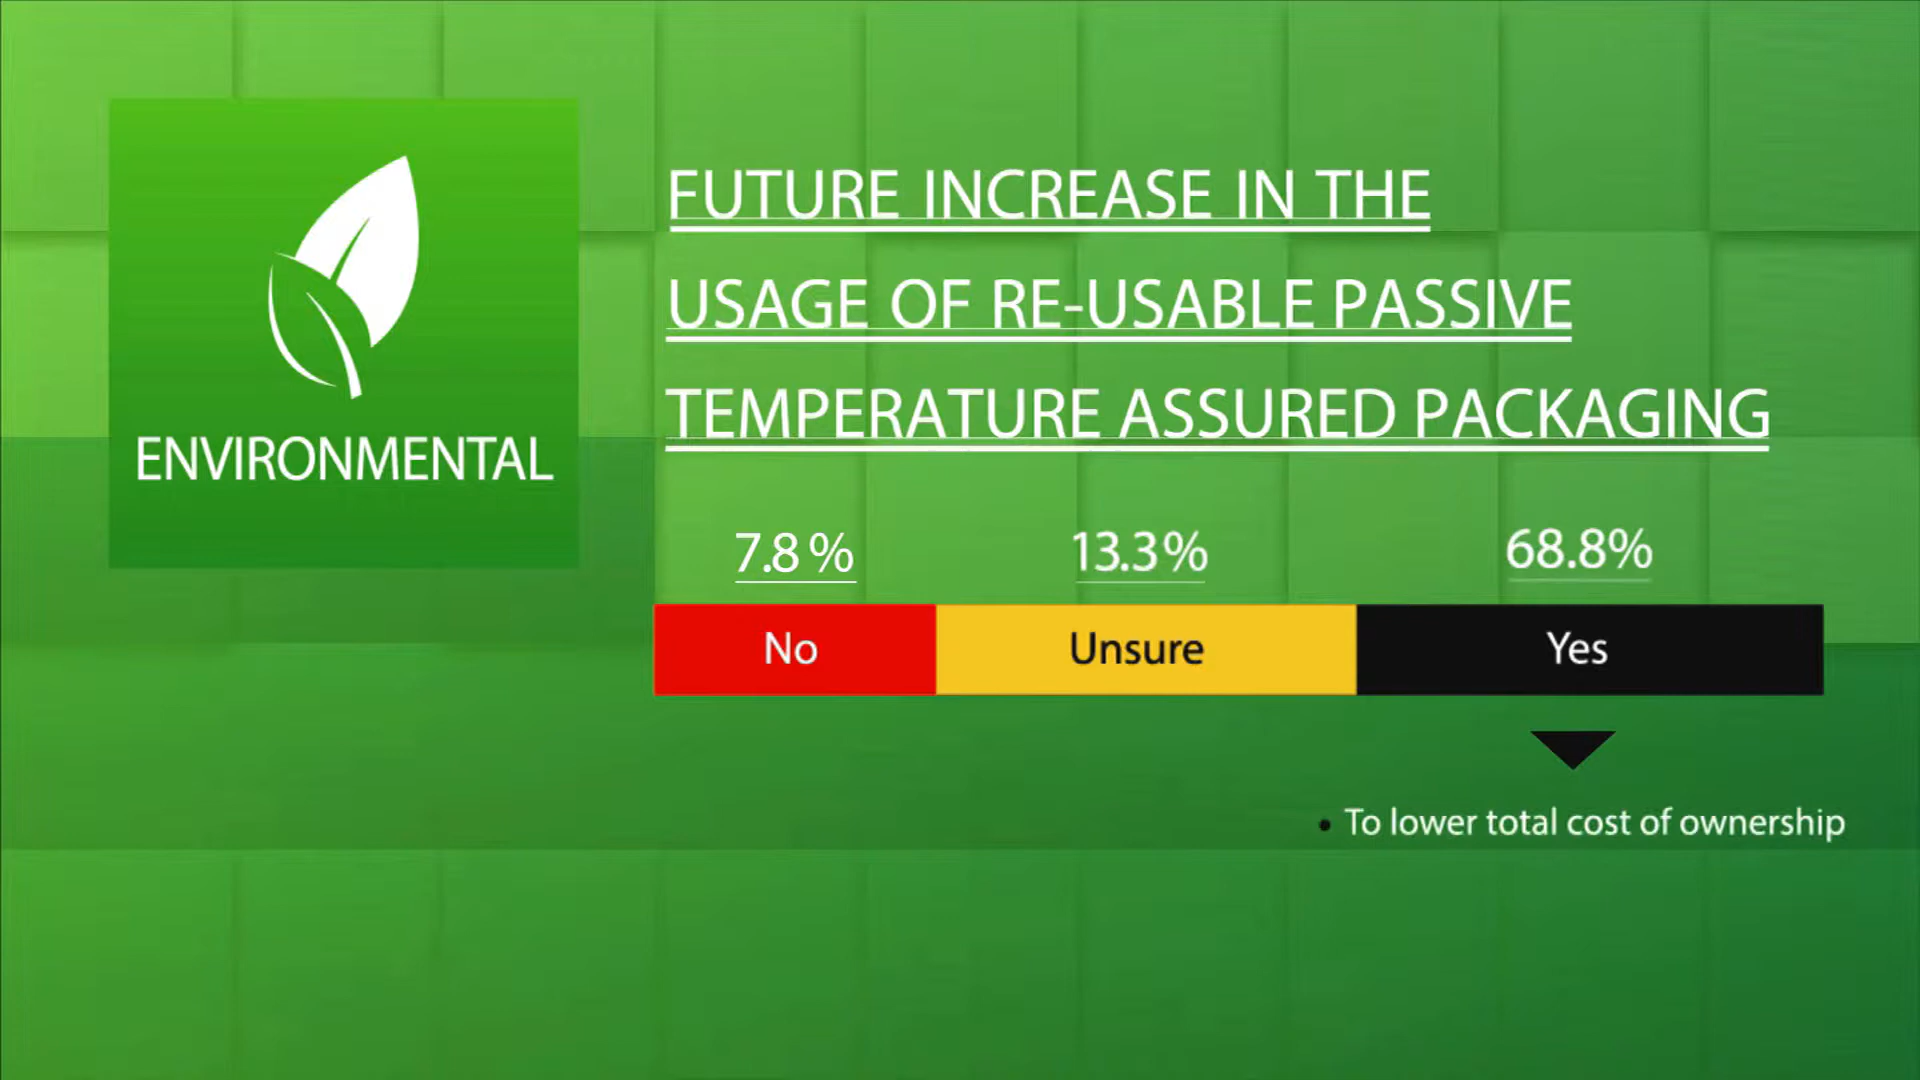 ENVIRONMENTAL
FUTURE INCREASE IN THE
USAGE OF RE-USABLE PASSIVE
TEMPERATURE ASSURED PACKAGING
7.8% 13.3% 68.8%
No Unsure Yes
• To lower total cost of ownership